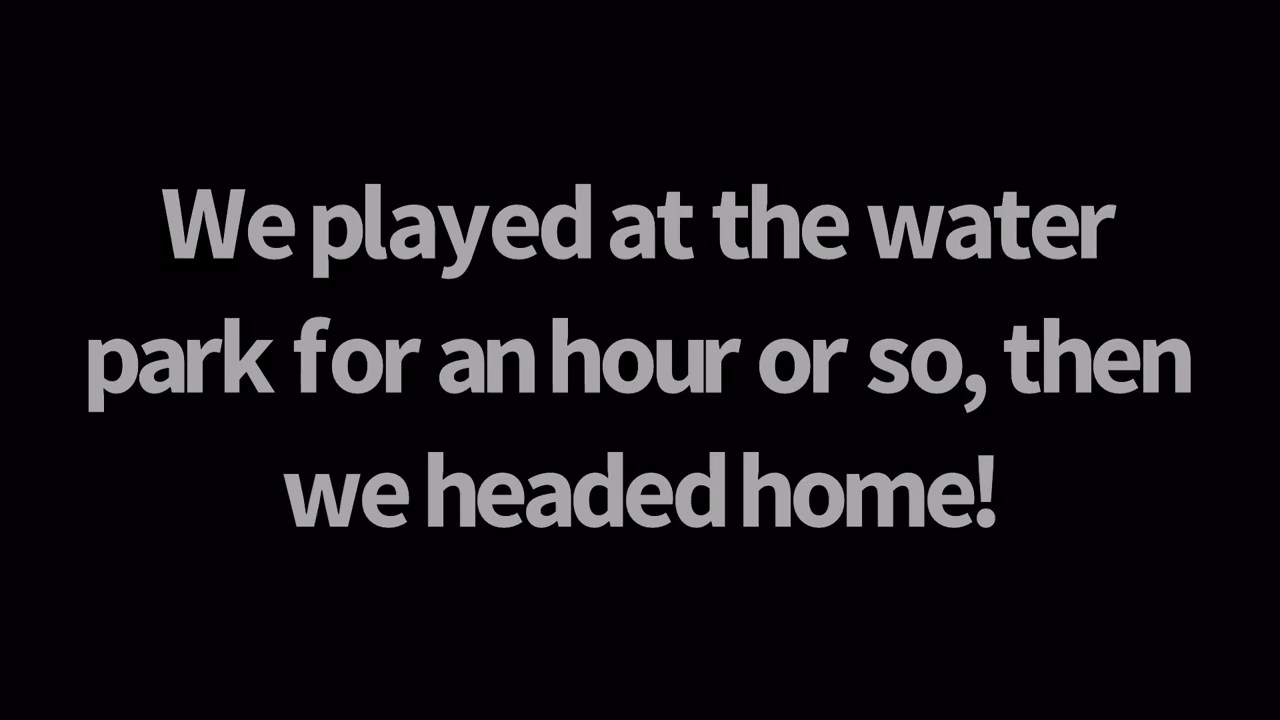 We played at the water
park for an hour or so, then
we headed home!